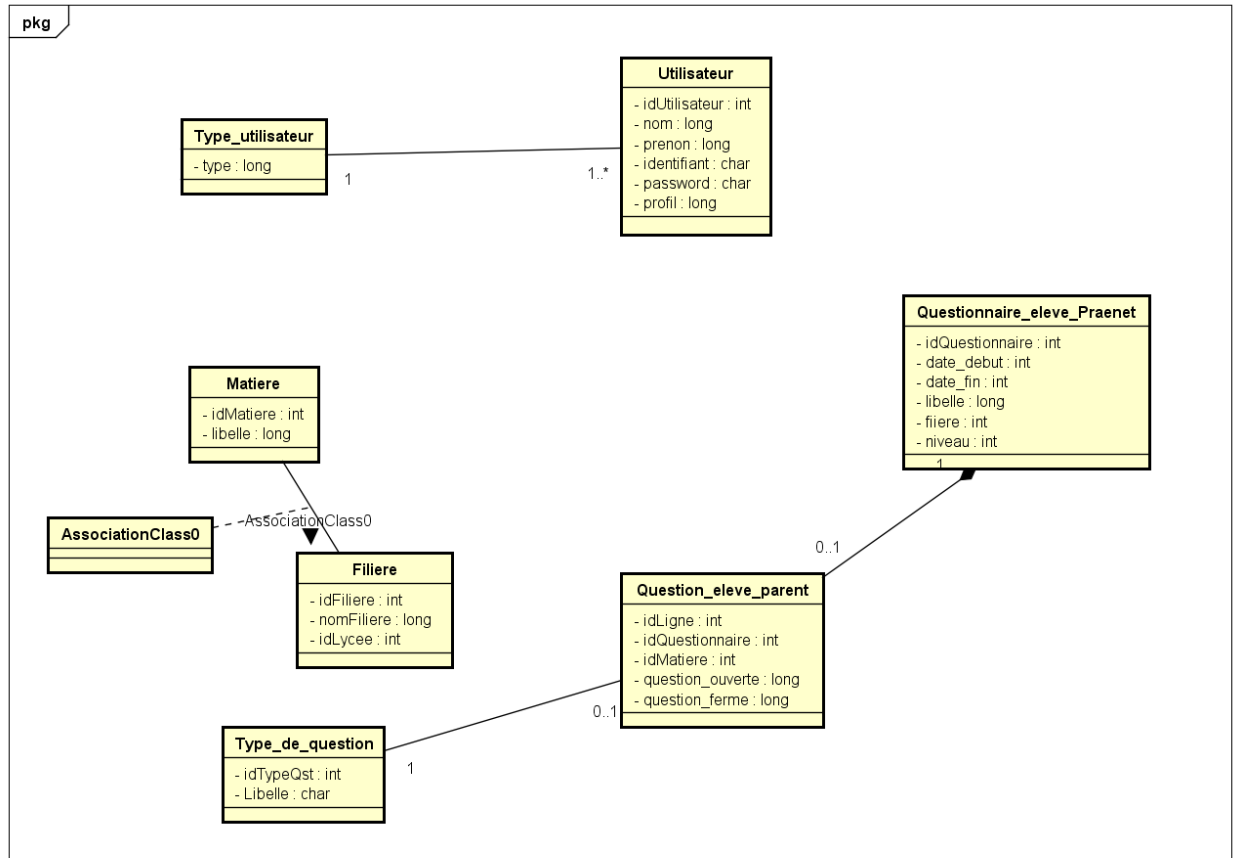 pkg
Utilisateur
- idUtilisateur : int
- nom : long
- prenon : long
- identifiant : char
- password : char
- profil : long
Type_utilisateur
- type : long
1
1..*
Questionnaire_eleve_Praenet
- idQuestionnaire : int
- date_debut : int
- date_fin : int
- libelle : long
- fiiere : int
- niveau : int
1
Matiere
- idMatiere : int
- libelle : long
AssociationClass0
AssociationClass0
Filiere
- idFiliere : int
- nomFiliere : long
- idLycee : int
0..1
Question_eleve_parent
- idLigne : int
- idQuestionnaire : int
- idMatiere : int
- question_ouverte : long
- question_ferme : long
0..1
Type_de_question
- idTypeQst : int
- Libelle : char
1